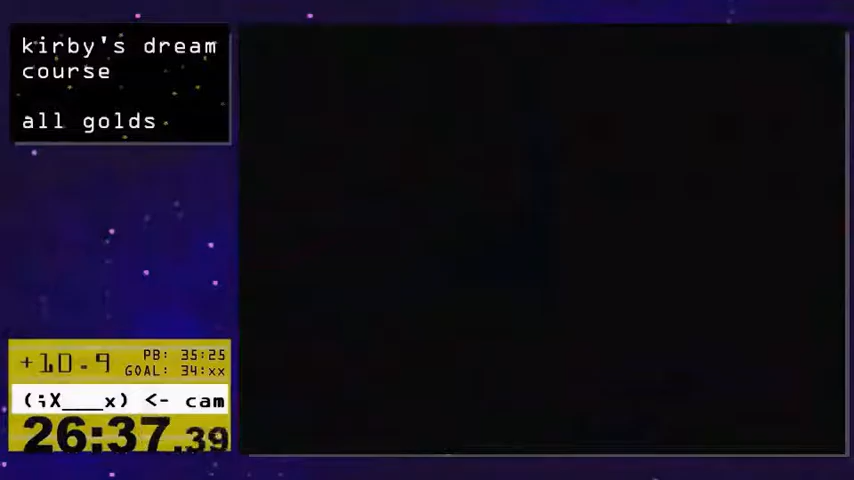 kirby's dream
course
all golds
+10.9
PB: 35:25
GOAL: 34:xx
(;X___x) <- cam
26:37.39